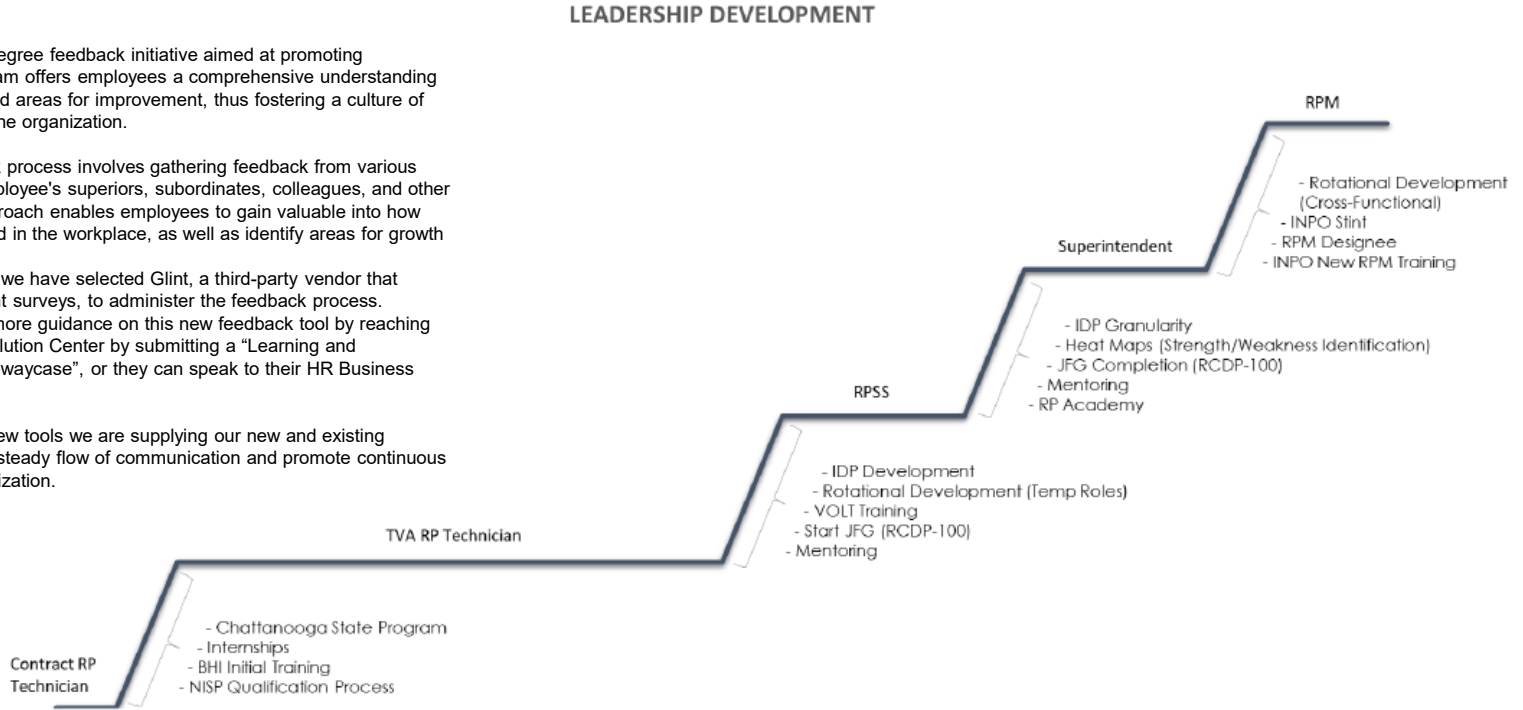 LEADERSHIP DEVELOPMENT
egree feedback initiative aimed at promoting
am offers employees a comprehensive understanding
d areas for improvement, thus fostering a culture of
he organization.
process involves gathering feedback from various
ployee's superiors, subordinates, colleagues, and other
roach enables employees to gain valuable into how
d in the workplace, as well as identify areas for growth
we have selected Glint, a third-party vendor that
nt surveys, to administer the feedback process.
more guidance on this new feedback tool by reaching
lution Center by submitting a “Learning and
waycase”, or they can speak to their HR Business
ew tools we are supplying our new and existing
steady flow of communication and promote continuous
ization.
RPM
- Rotational Development
(Cross-Functional)
- INPO Stint
- RPM Designee
- INPO New RPM Training
Superintendent
- IDP Granularity
- Heat Maps (Strength/Weakness Identification)
- JFG Completion (RCDP-100)
- Mentoring
- RP Academy
RPSS
- IDP Development
- Rotational Development (Temp Roles)
- VOLT Training
- Start JFG (RCDP-100)
- Mentoring
TVA RP Technician
- Chattanooga State Program
- Internships
- BHI Initial Training
- NISP Qualification Process
Contract RP
Technician